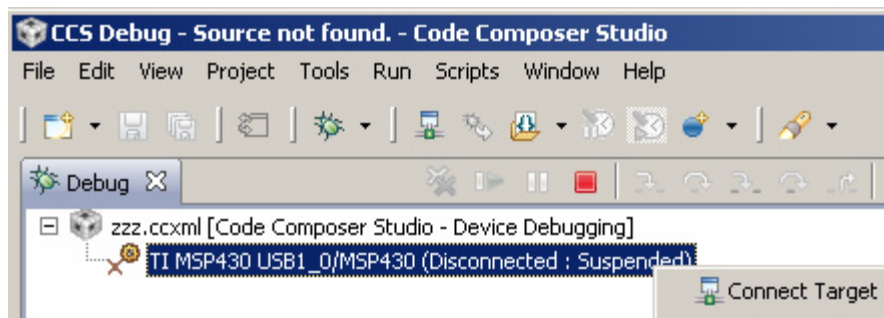 CCS Debug - Source not found. - Code Composer Studio
File Edit View Project Tools Run Scripts Window Help
Debug
zzz.ccxml [Code Composer Studio - Device Debugging]
TI MSP430 USB1_0/MSP430 (Disconnected : Suspended)
Connect Target